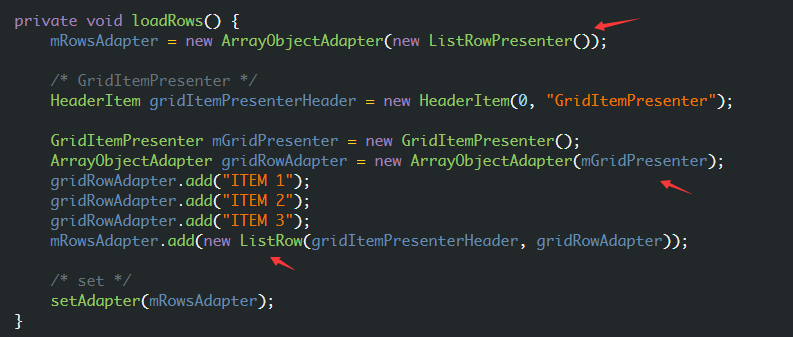 private void loadRows() {
mRowsAdapter = new ArrayObjectAdapter(new ListRowPresenter());
/* GridItemPresenter */
HeaderItem gridItemPresenterHeader = new HeaderItem(0, "GridItemPresenter");
GridItemPresenter mGridPresenter = new GridItemPresenter();
ArrayObjectAdapter gridRowAdapter = new ArrayObjectAdapter(mGridPresenter);
gridRowAdapter.add("ITEM 1");
gridRowAdapter.add("ITEM 2");
gridRowAdapter.add("ITEM 3");
mRowsAdapter.add(new ListRow(gridItemPresenterHeader, gridRowAdapter));
/* set */
setAdapter(mRowsAdapter);
}